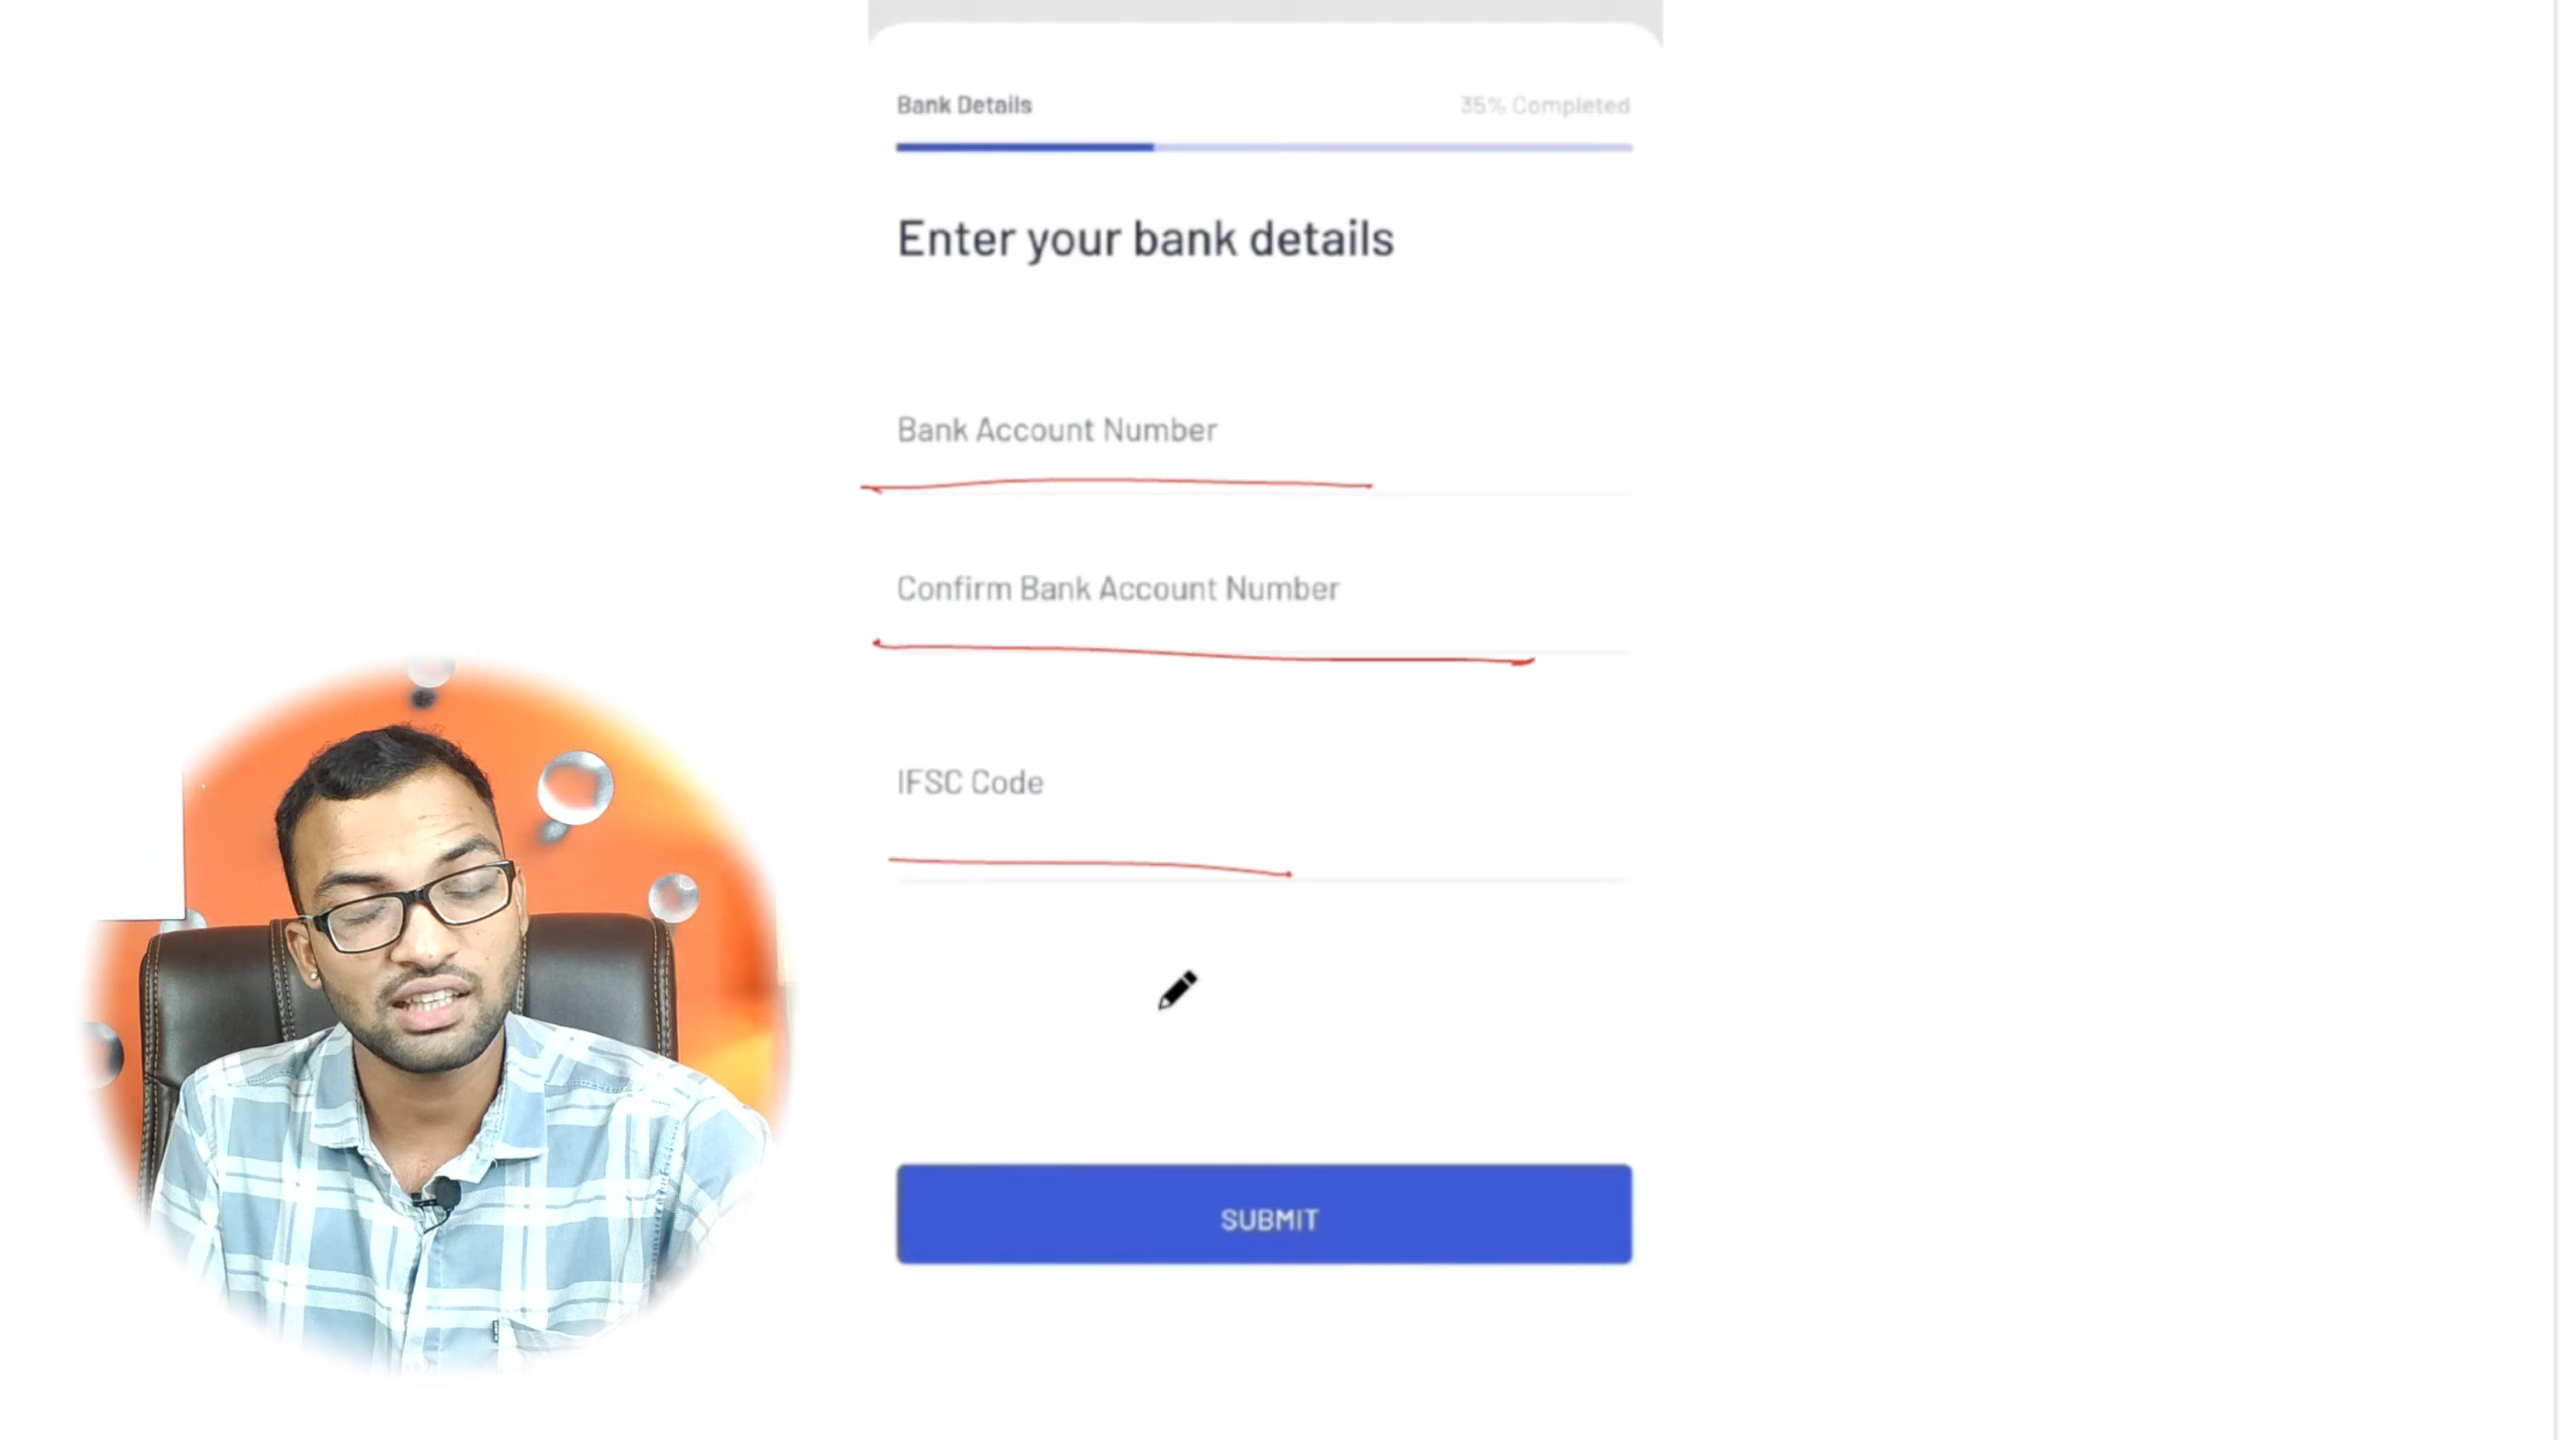 Bank Details
35% Completed
Enter your bank details
Bank Account Number
Confirm Bank Account Number
IFSC Code
SUBMIT